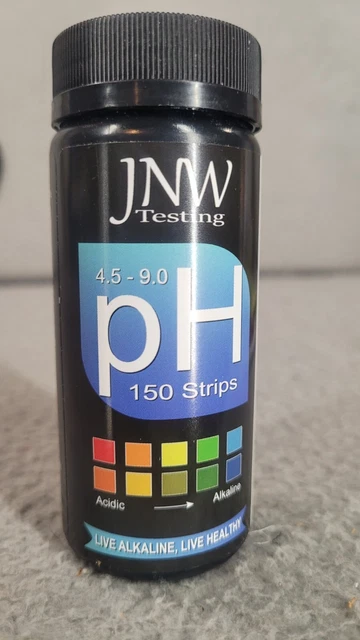 JNW
Testing
4.5 - 9.0
pH
150 Strips
Acidic
Alkaline
LIVE ALKALINE, LIVE HEALTHY